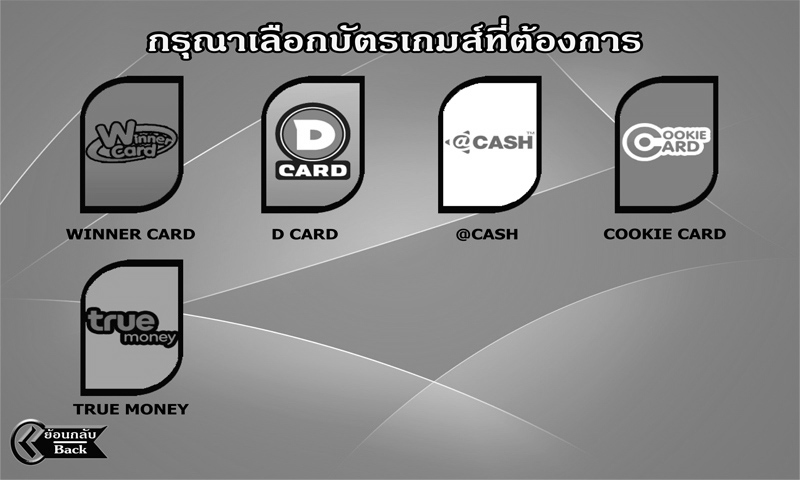 กรุณาเลือกบัตรเกมส์ที่ต้องการ
Winner Card
D CARD
@CASH™
COOKIE CARD
WINNER CARD
D CARD
@CASH
COOKIE CARD
true money
TRUE MONEY
ย้อนกลับ
Back